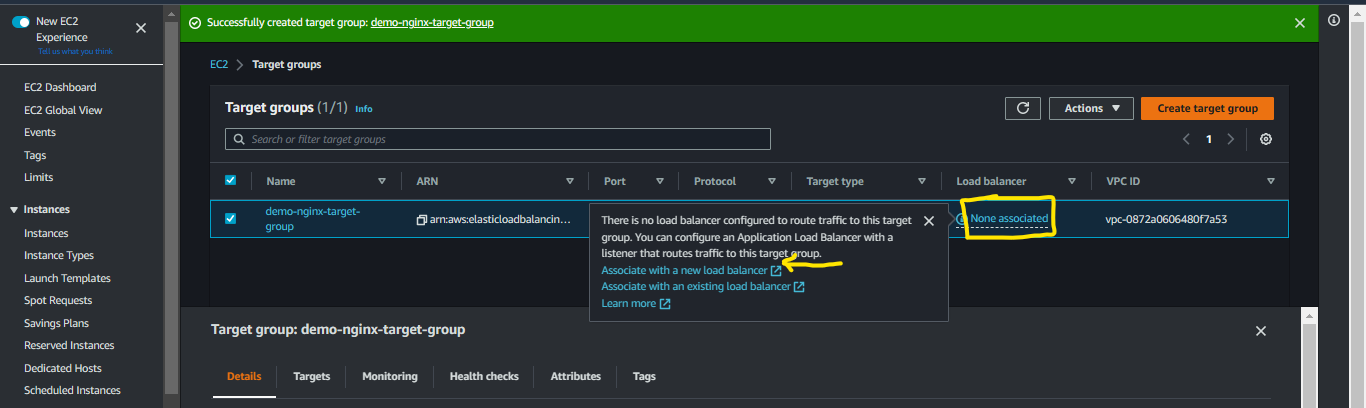 New EC2
Experience
Tell us what you think
EC2 Dashboard
EC2 Global View
Events
Tags
Limits
Instances
Instances
Instance Types
Launch Templates
Spot Requests
Savings Plans
Reserved Instances
Dedicated Hosts
Scheduled Instances
Successfully created target group: demo-nginx-target-group
EC2 > Target groups
Target groups (1/1) Info
Actions
Create target group
Search or filter target groups
1
Name ARN Port Protocol Target type Load balancer VPC ID
demo-nginx-target-
group
arn:aws:elasticloadbalancin...
None associated
vpc-0872a0606480f7a53
There is no load balancer configured to route traffic to this target
group. You can configure an Application Load Balancer with a
listener that routes traffic to this target group.
Associate with a new load balancer
Associate with an existing load balancer
Learn more
Target group: demo-nginx-target-group
Details Targets Monitoring Health checks Attributes Tags